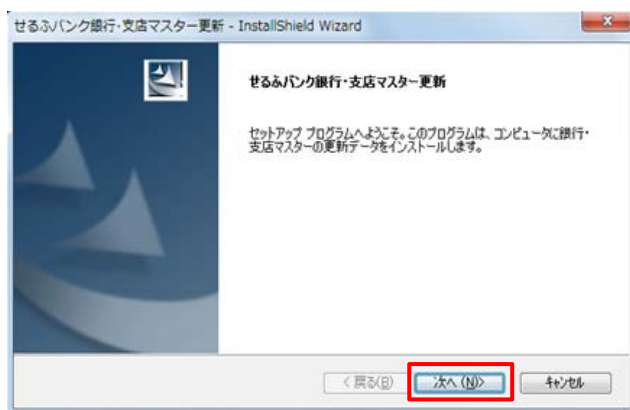 せるふバンク銀行・支店マスター更新 - InstallShield Wizard
せるふバンク銀行・支店マスター更新
セットアップ プログラムへようこそ。このプログラムは、コンピュータに銀行・
支店マスターの更新データをインストールします。
< 戻る(B)
次へ(N)>
キャンセル